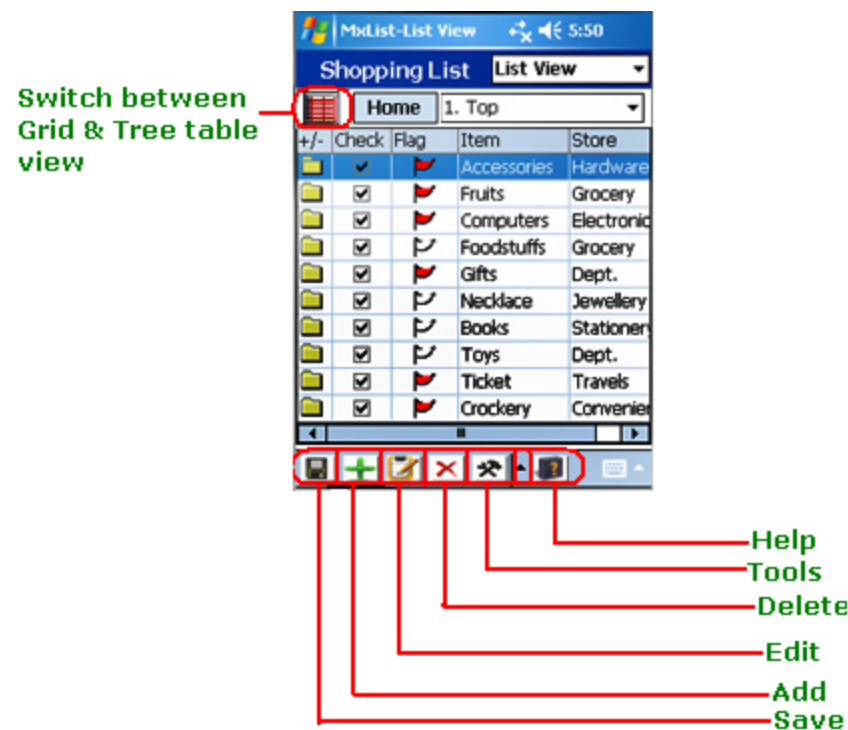 MxList-List View 5:50
Shopping List List View
Switch between
Grid & Tree table
view
Home 1. Top
+/- Check Flag Item Store
Accessories Hardware
Fruits Grocery
Computers Electronic
Foodstuffs Grocery
Gifts Dept.
Necklace Jewellery
Books Stationery
Toys Dept.
Ticket Travels
Crockery Convenien
Help
Tools
Delete
Edit
Add
Save